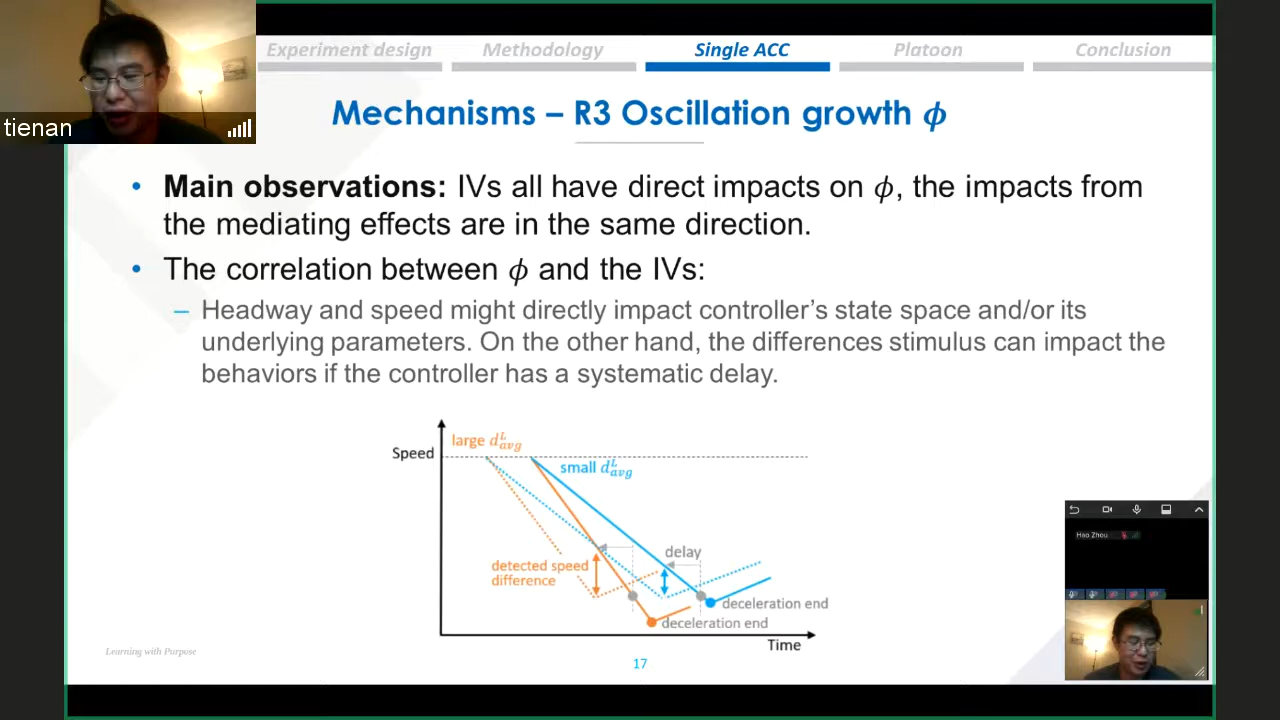 Experiment design Methodology Single ACC Platoon Conclusion
tienan
Mechanisms – R3 Oscillation growth ϕ
• Main observations: IVs all have direct impacts on ϕ, the impacts from
the mediating effects are in the same direction.
• The correlation between ϕ and the IVs:
– Headway and speed might directly impact controller's state space and/or its
underlying parameters. On the other hand, the differences stimulus can impact the
behaviors if the controller has a systematic delay.
large d^L_avg
Speed
small d^L_avg
delay
detected speed
difference
deceleration end
deceleration end
Time
Hao Zhou
Learning with Purpose
17